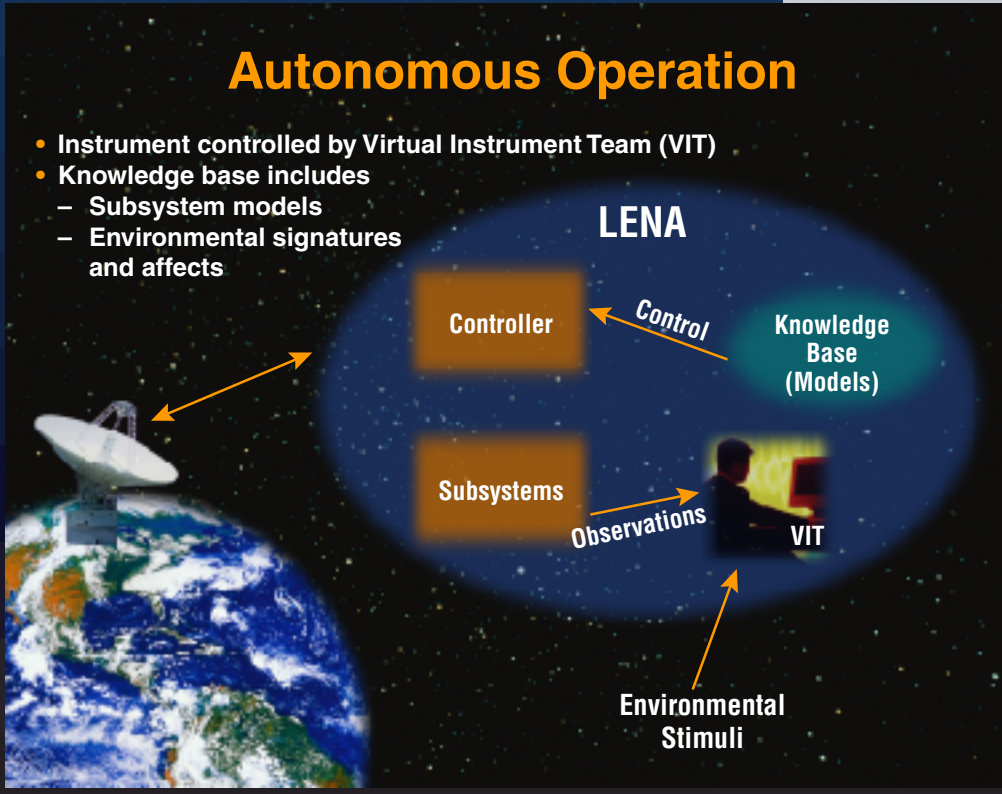 Autonomous Operation
• Instrument controlled by Virtual Instrument Team (VIT)
• Knowledge base includes
– Subsystem models
– Environmental signatures
and affects
LENA
Controller
Control
Knowledge
Base
(Models)
Subsystems
Observations
VIT
Environmental
Stimuli